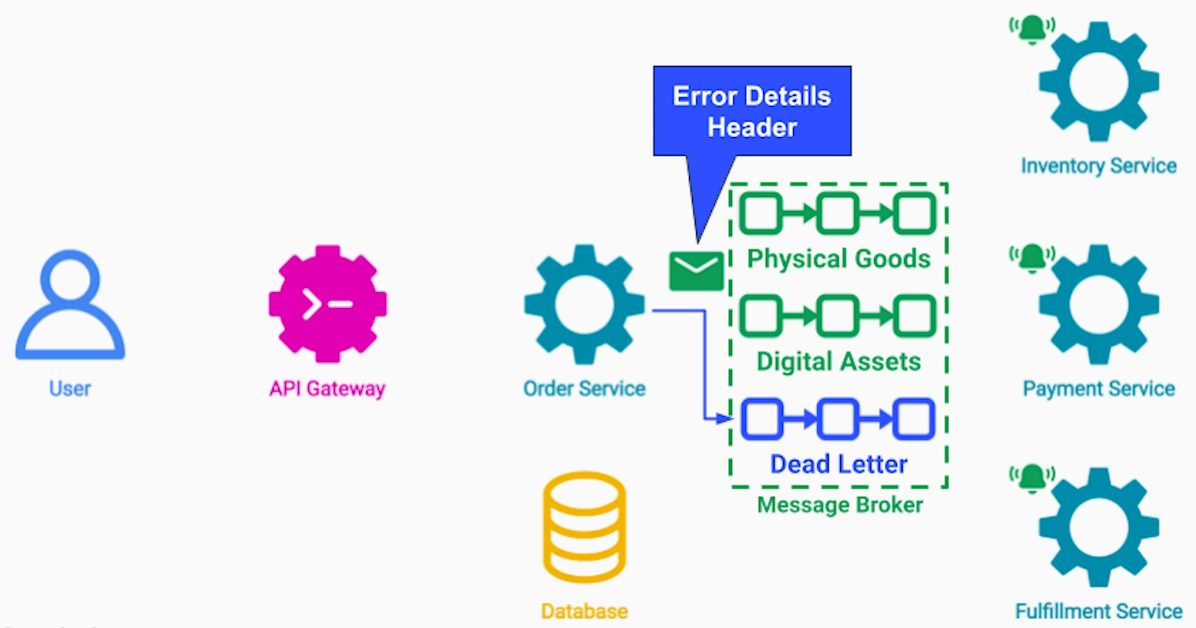 Error Details
Header
Inventory Service
Physical Goods
Digital Assets
Dead Letter
Message Broker
User
API Gateway
Order Service
Payment Service
Database
Fulfillment Service